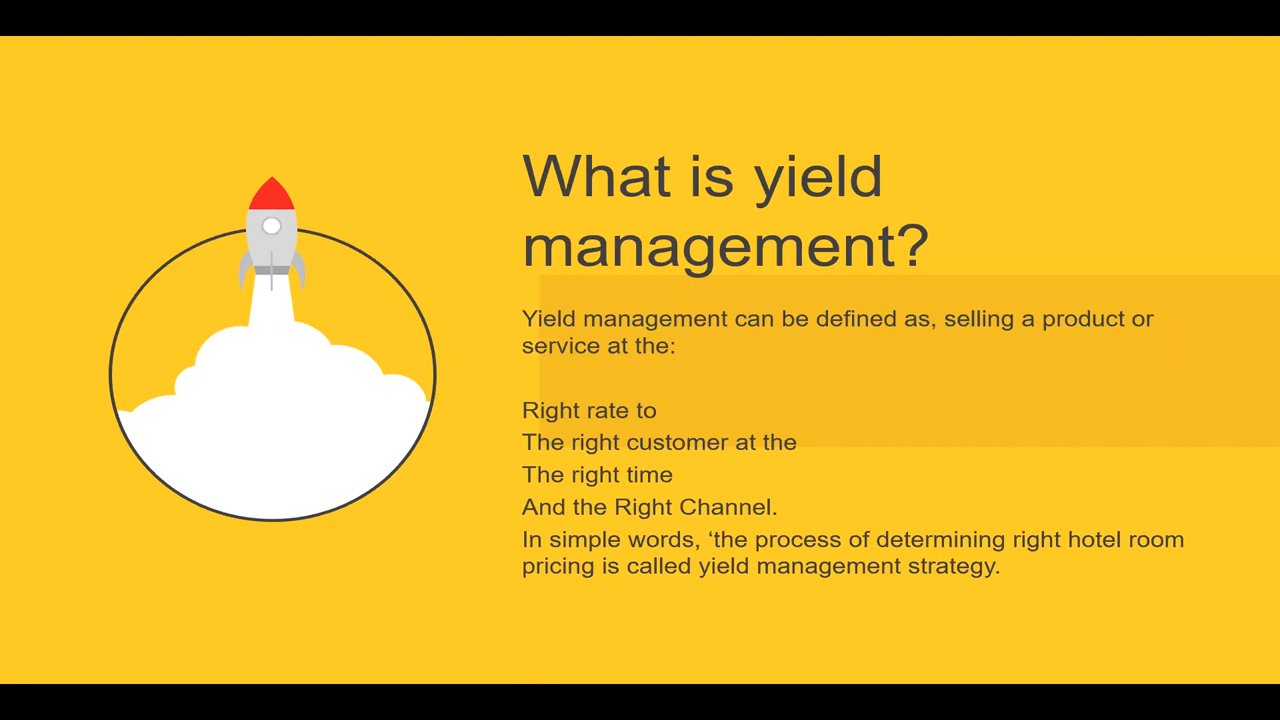 What is yield
management?
Yield management can be defined as, selling a product or
service at the:
Right rate to
The right customer at the
The right time
And the Right Channel.
In simple words, ‘the process of determining right hotel room
pricing is called yield management strategy.